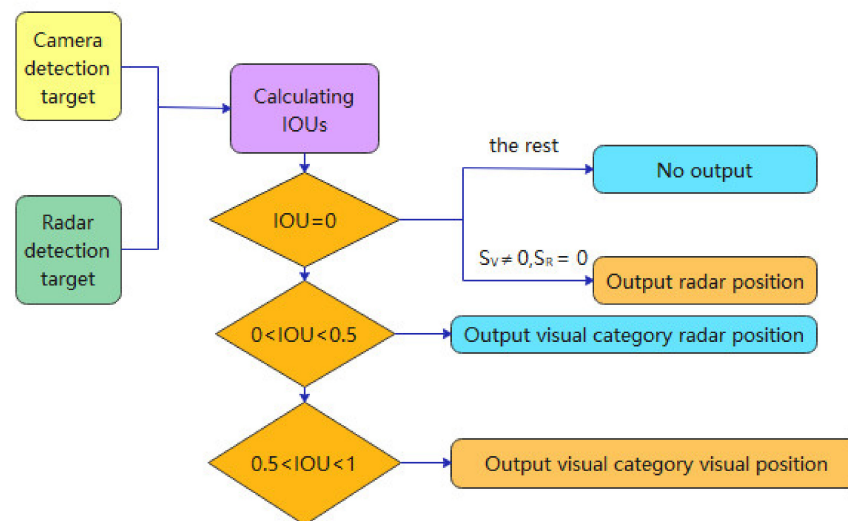 Camera
detection
target
Calculating
IOUs
the rest
No output
Radar
detection
target
IOU=0
Sᵥ≠ 0,Sʀ = 0
Output radar position
0<IOU<0.5
Output visual category radar position
0.5<IOU<1
Output visual category visual position